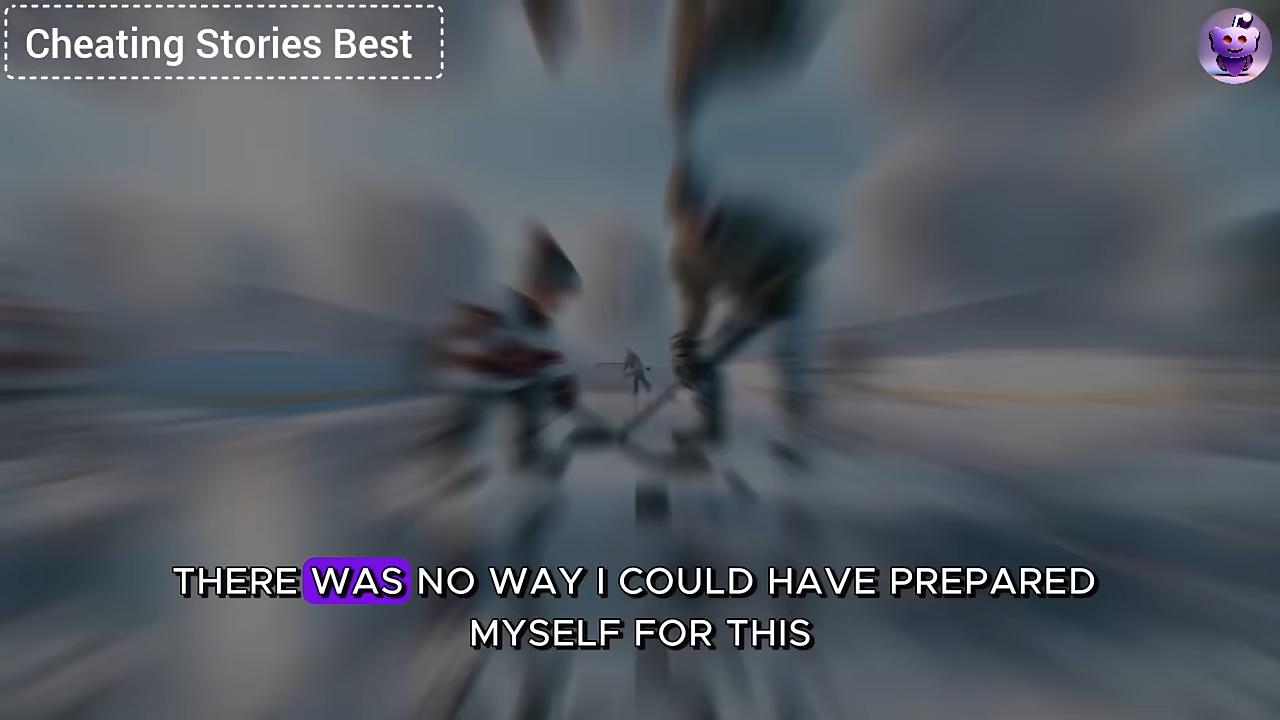 Cheating Stories Best
THERE WAS NO WAY I COULD HAVE PREPARED
MYSELF FOR THIS